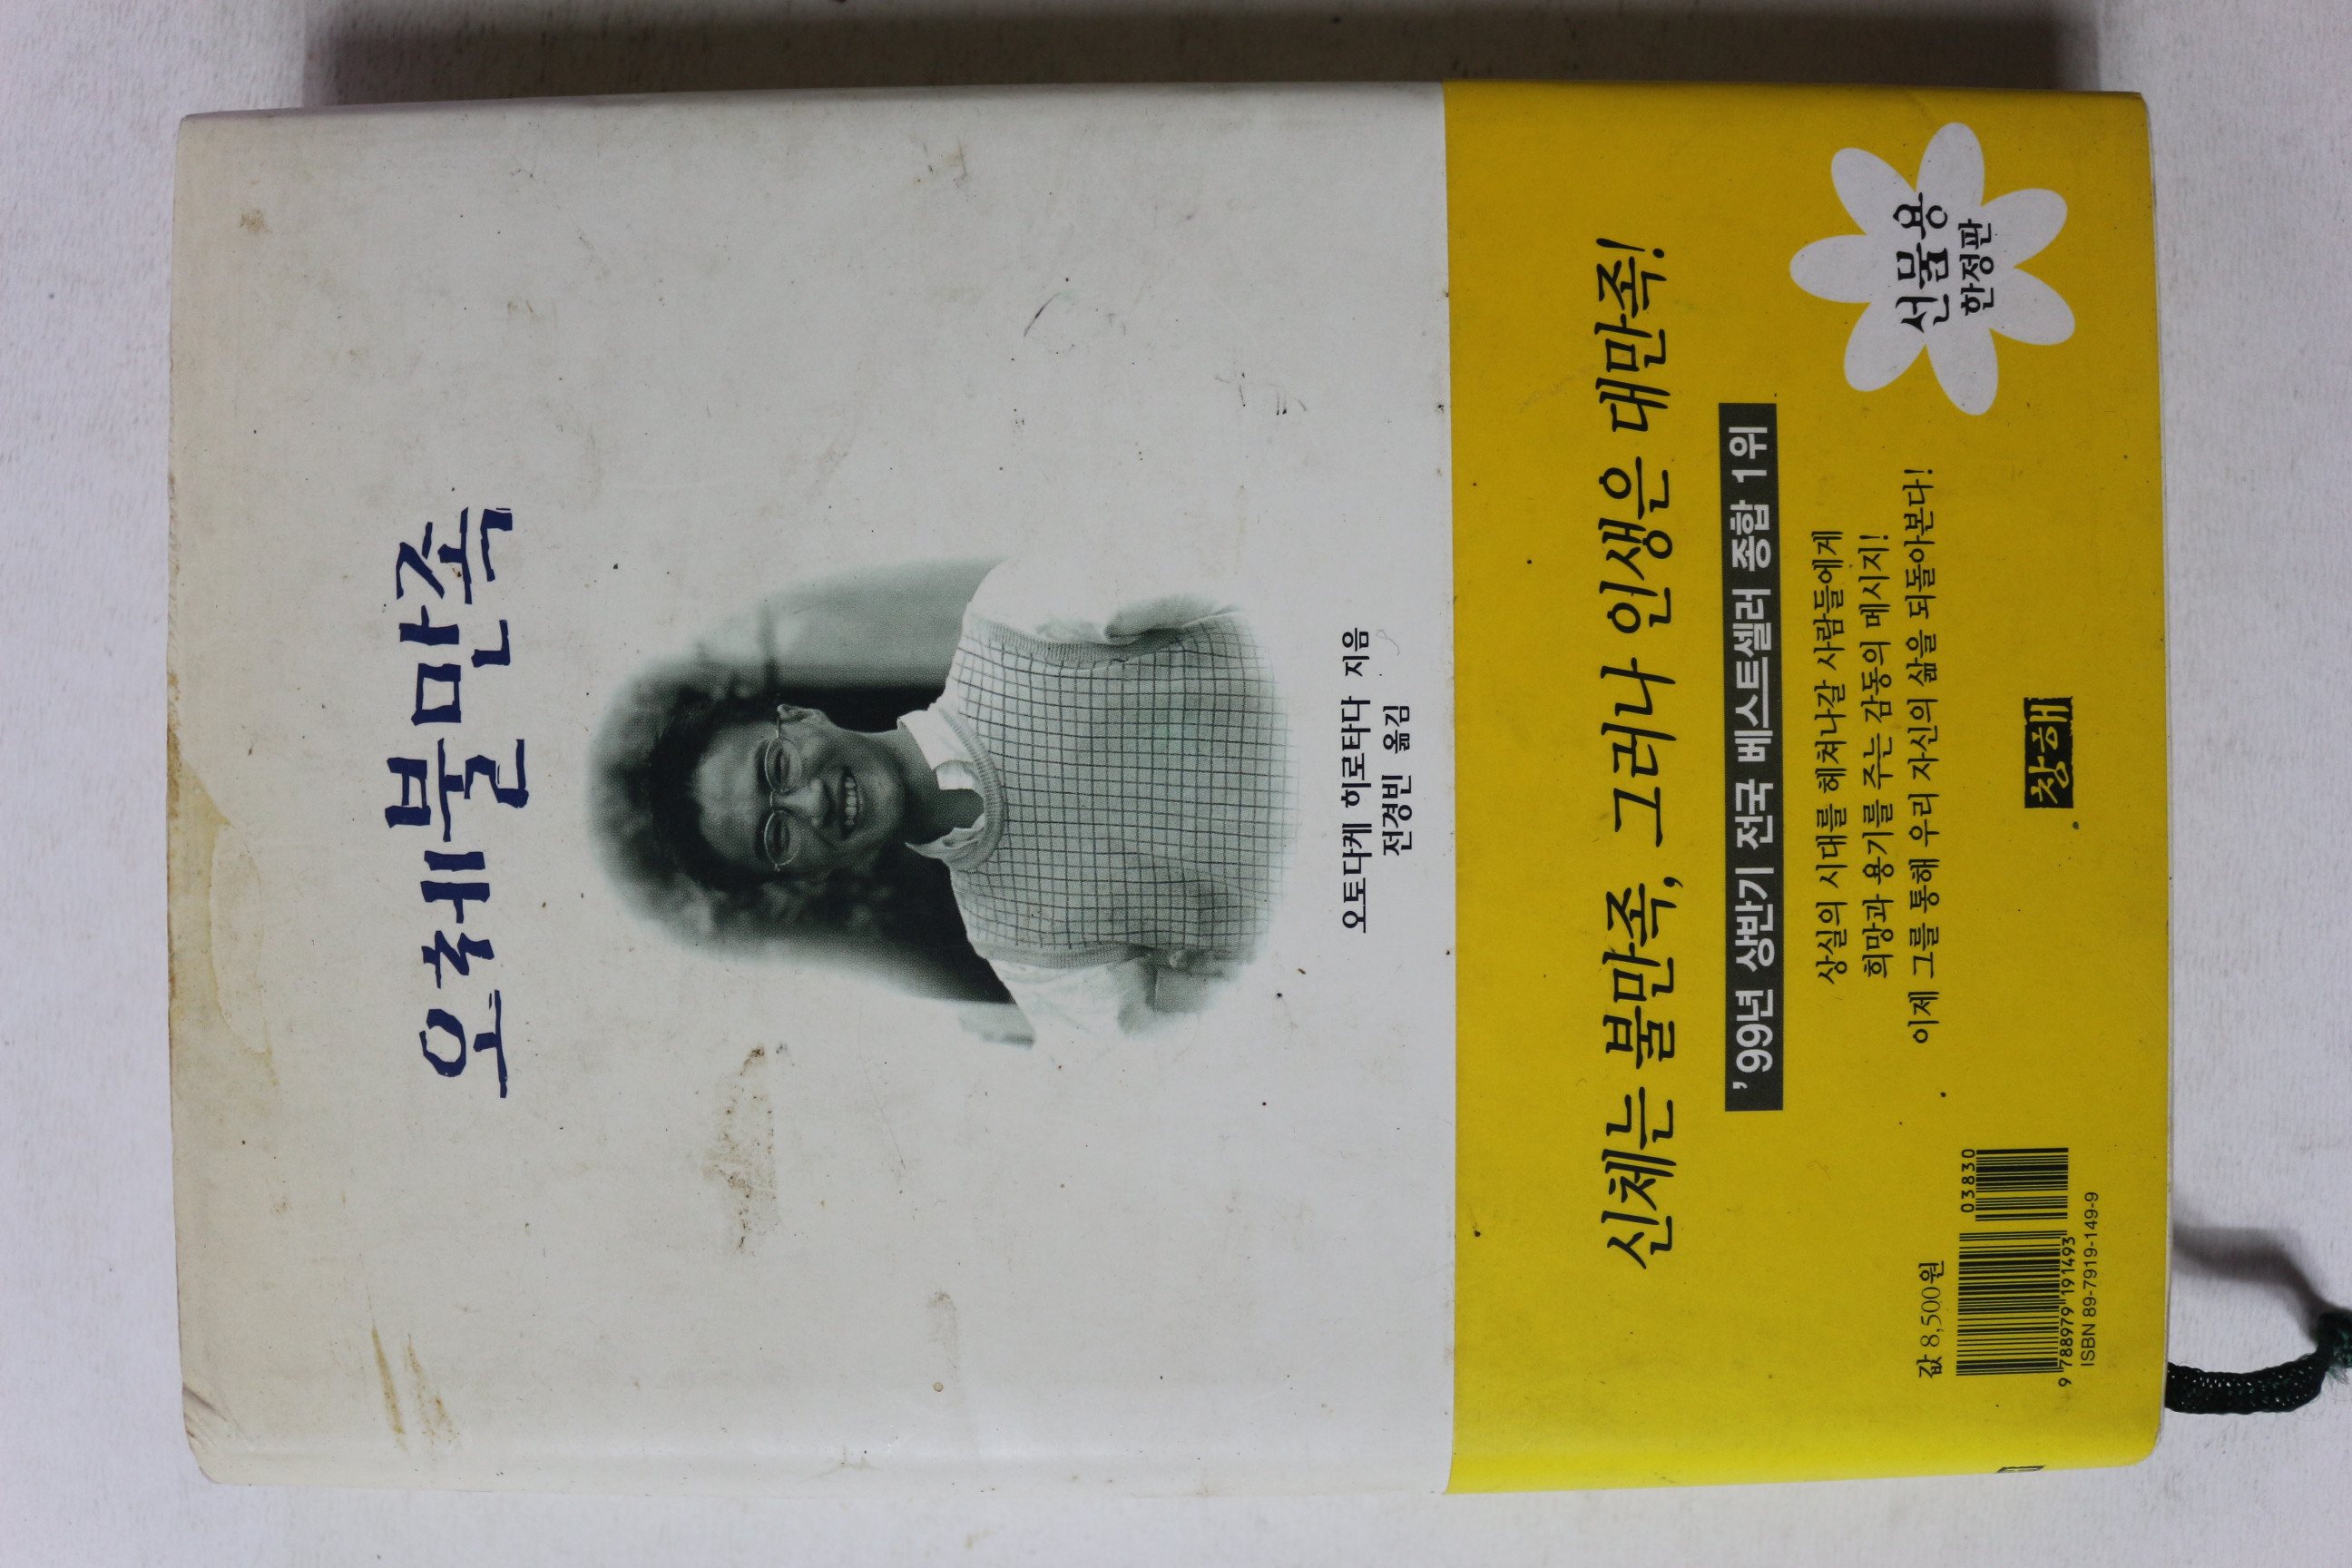 오체불만족
오토다케 히로타다 지음
전경빈 옮김
신체는 불만족, 그러나 인생은 대만족!
'99년 상반기 전국 베스트셀러 종합 1위
상실의 시대를 헤쳐나갈 사람들에게
희망과 용기를 주는 감동의 메시지!
이제 그를 통해 우리 자신의 삶을 되돌아본다!
선물용
한정판
창해
값 8,500원
03830
9 788979 191493
ISBN 89-7919-149-9